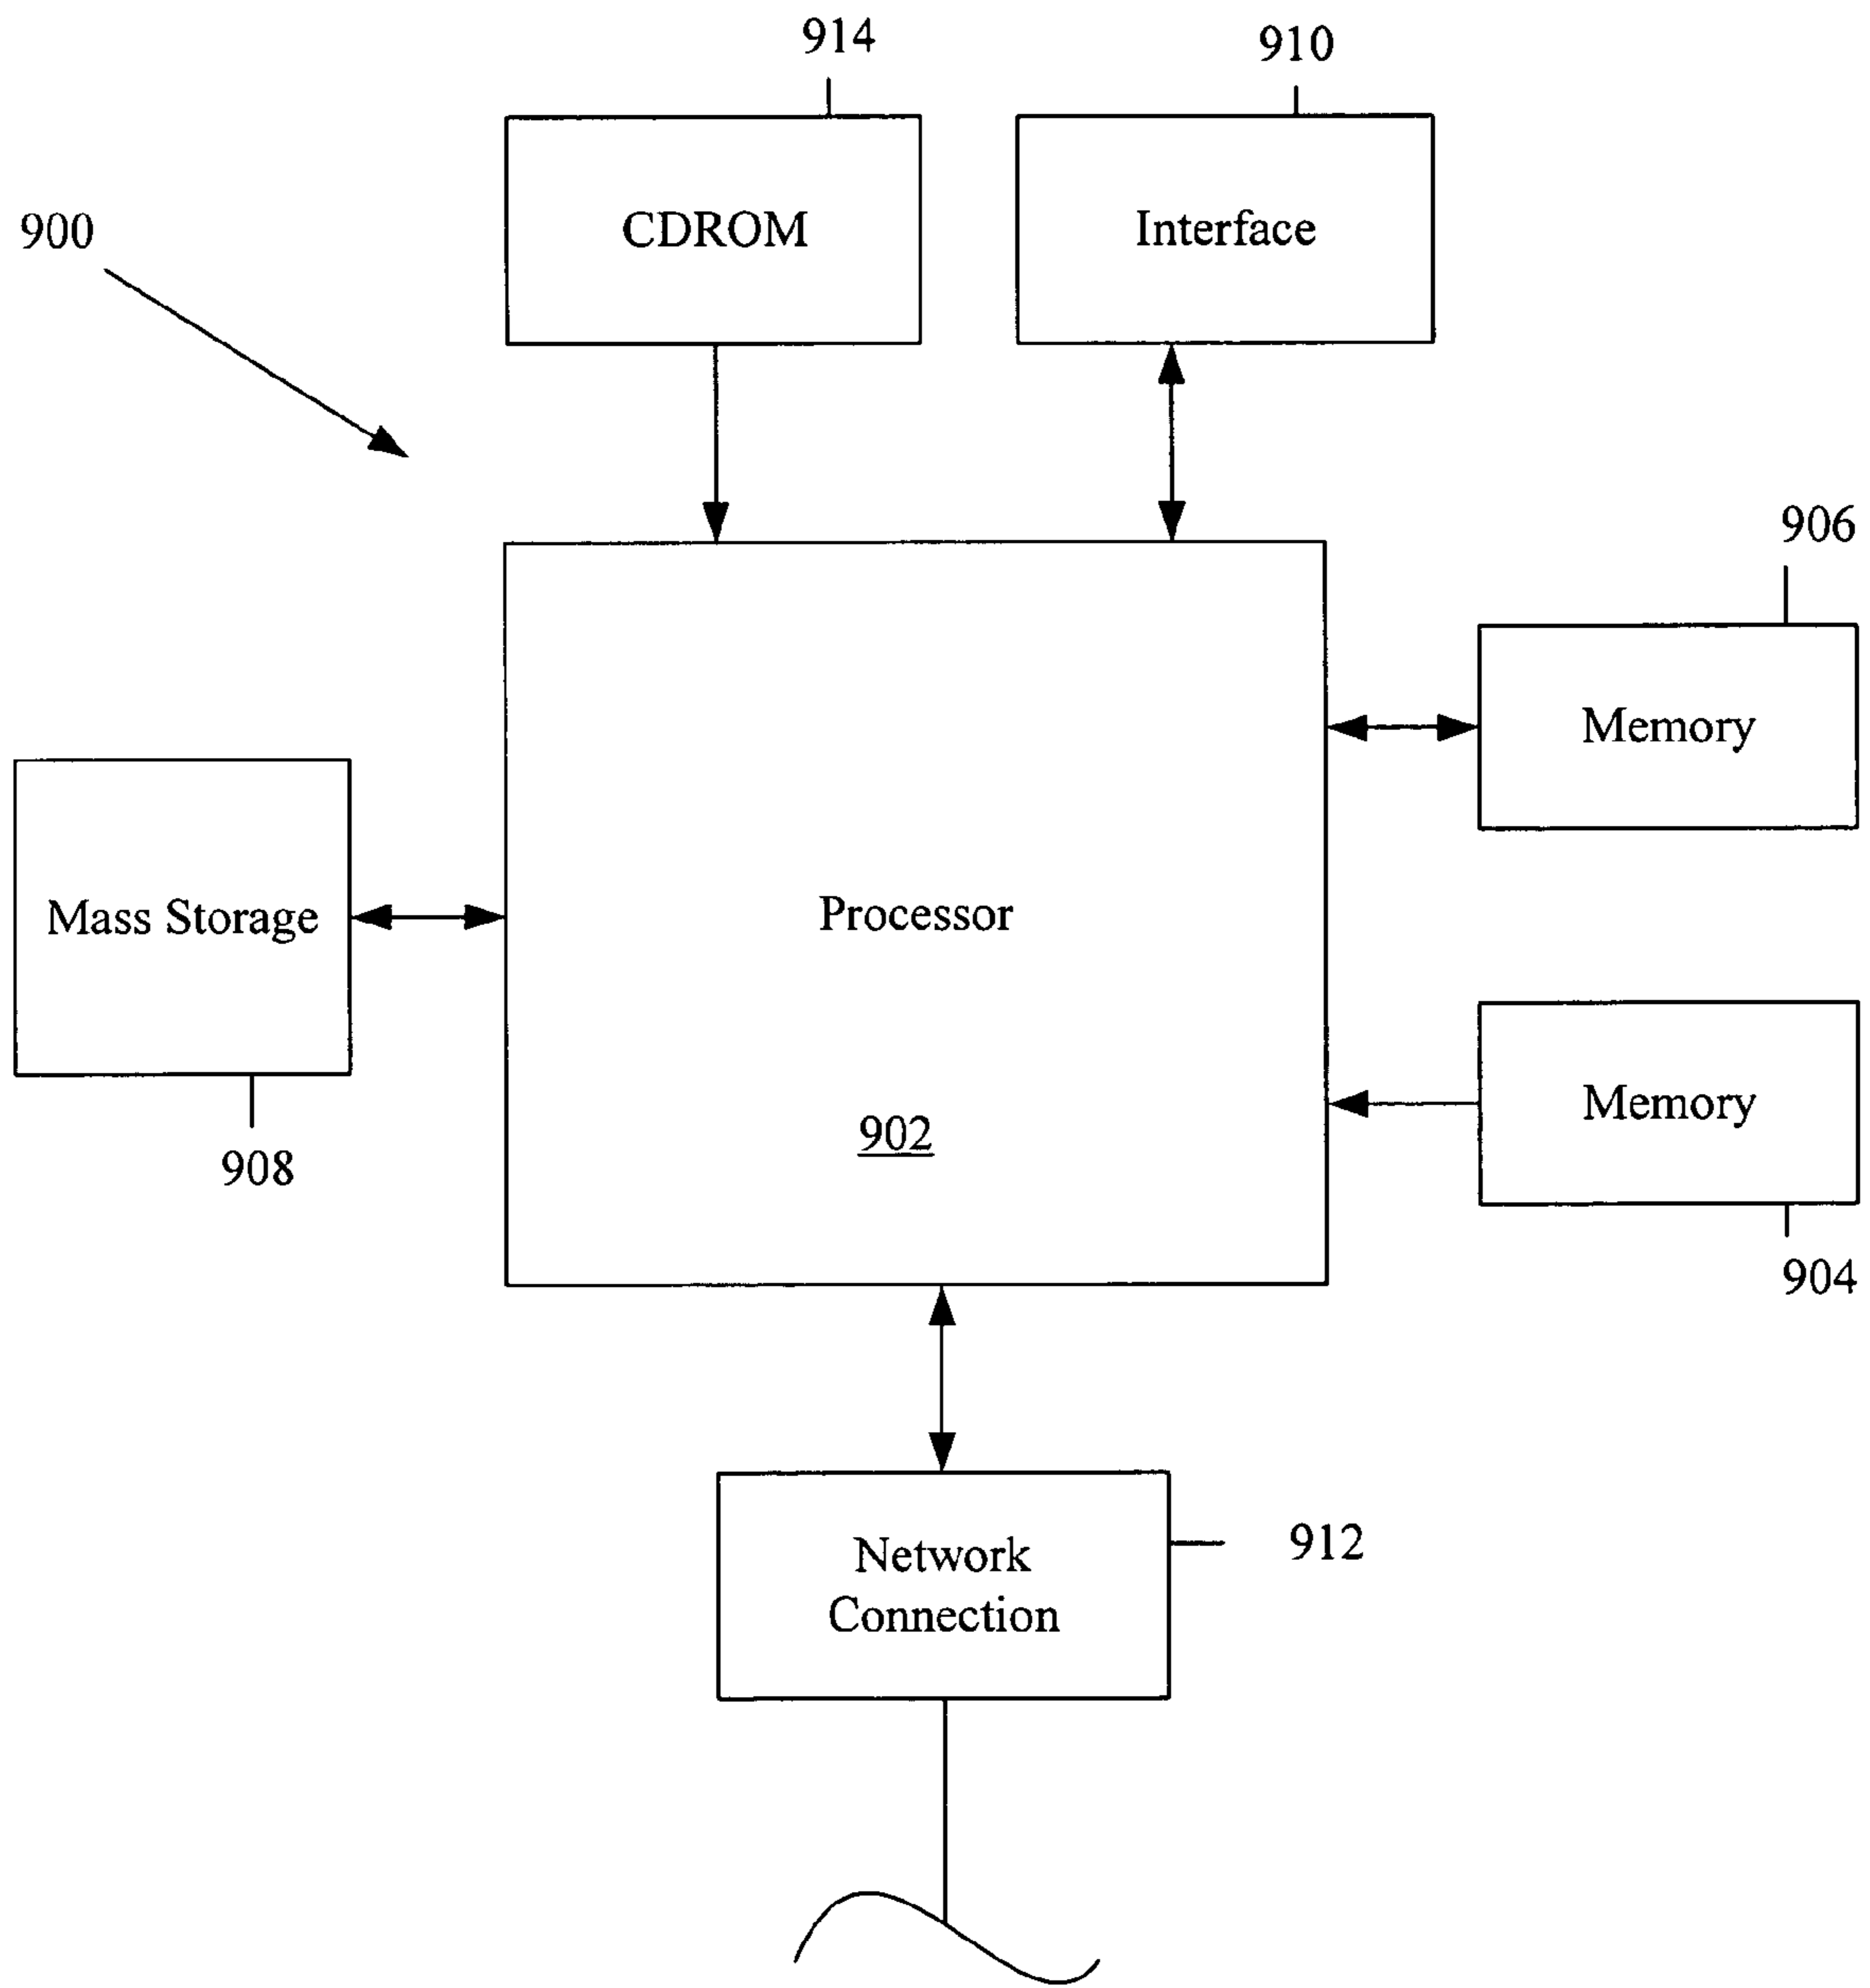 914
910
CDROM
Interface
900
906
Memory
Mass Storage
Processor
Memory
902
908
904
Network
Connection
912